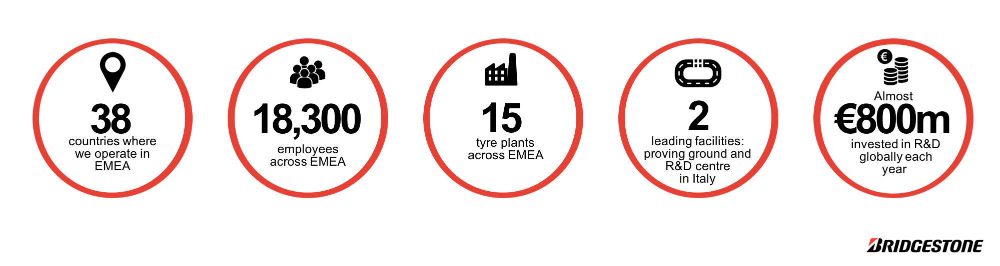 38
countries where
we operate in
EMEA
18,300
employees
across EMEA
15
tyre plants
across EMEA
2
leading facilities:
proving ground and
R&D centre
in Italy
€
Almost
€800m
invested in R&D
globally each
year
BRIDGESTONE